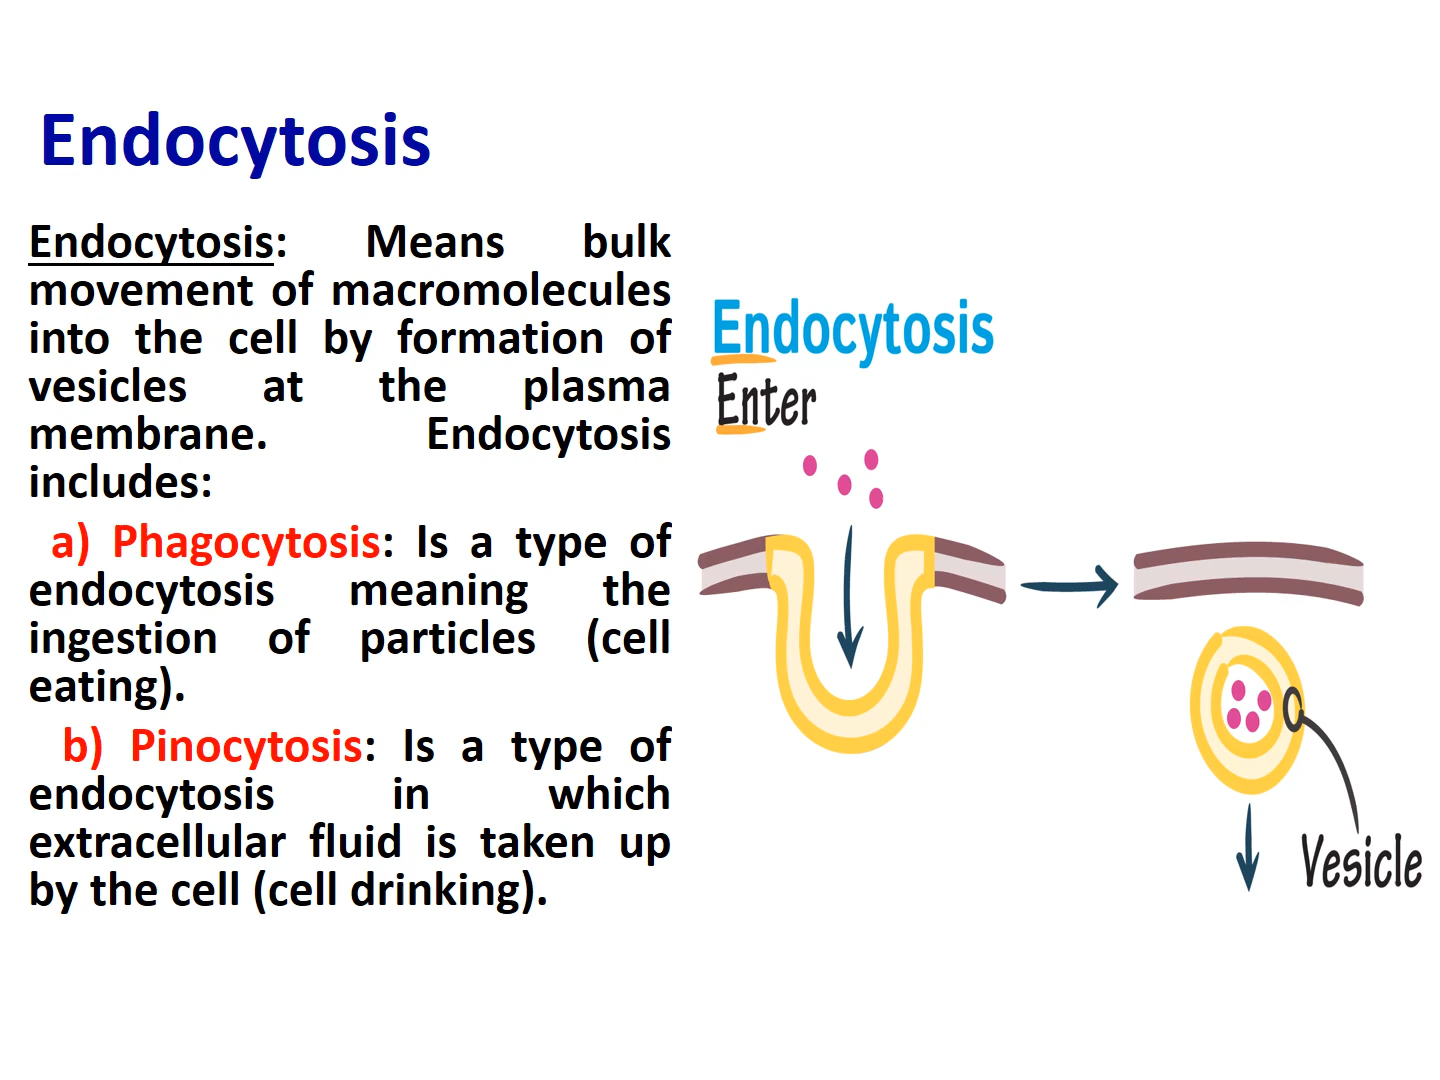 Endocytosis
Endocytosis: Means bulk
movement of macromolecules
into the cell by formation of
vesicles at the plasma
membrane. Endocytosis
includes:
a) Phagocytosis: Is a type of
endocytosis meaning the
ingestion of particles (cell
eating).
b) Pinocytosis: Is a type of
endocytosis in which
extracellular fluid is taken up
by the cell (cell drinking).
Endocytosis
Enter
Vesicle